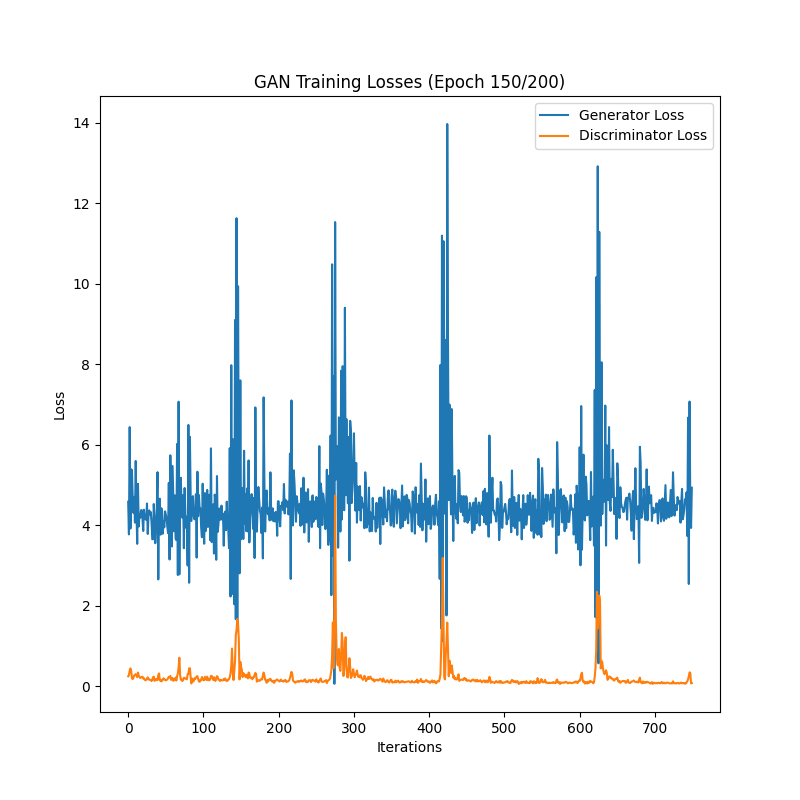 GAN Training Losses (Epoch 150/200)
Generator Loss
Discriminator Loss
14
12
10
8
6
4
2
0
Loss
0 100 200 300 400 500 600 700
Iterations